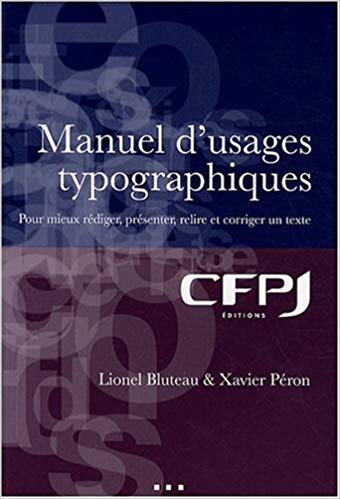 Manuel d'usages
typographiques
Pour mieux rédiger, présenter, relire et corriger un texte
CFPJ
ÉDITIONS
Lionel Bluteau & Xavier Péron